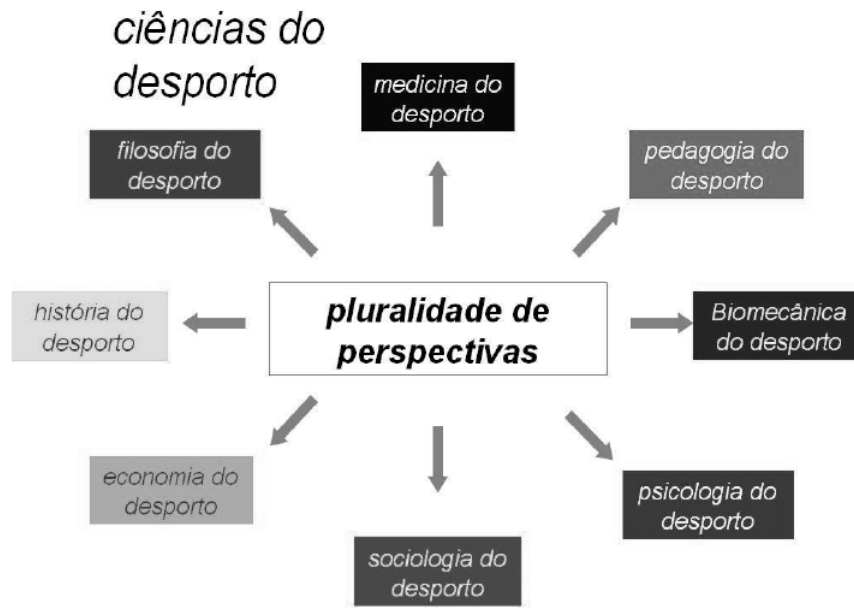 ciências do
desporto
medicina do
desporto
filosofia do
desporto
pedagogia do
desporto
história do
desporto
pluralidade de
perspectivas
Biomecânica
do desporto
economia do
desporto
psicologia do
desporto
sociologia do
desporto